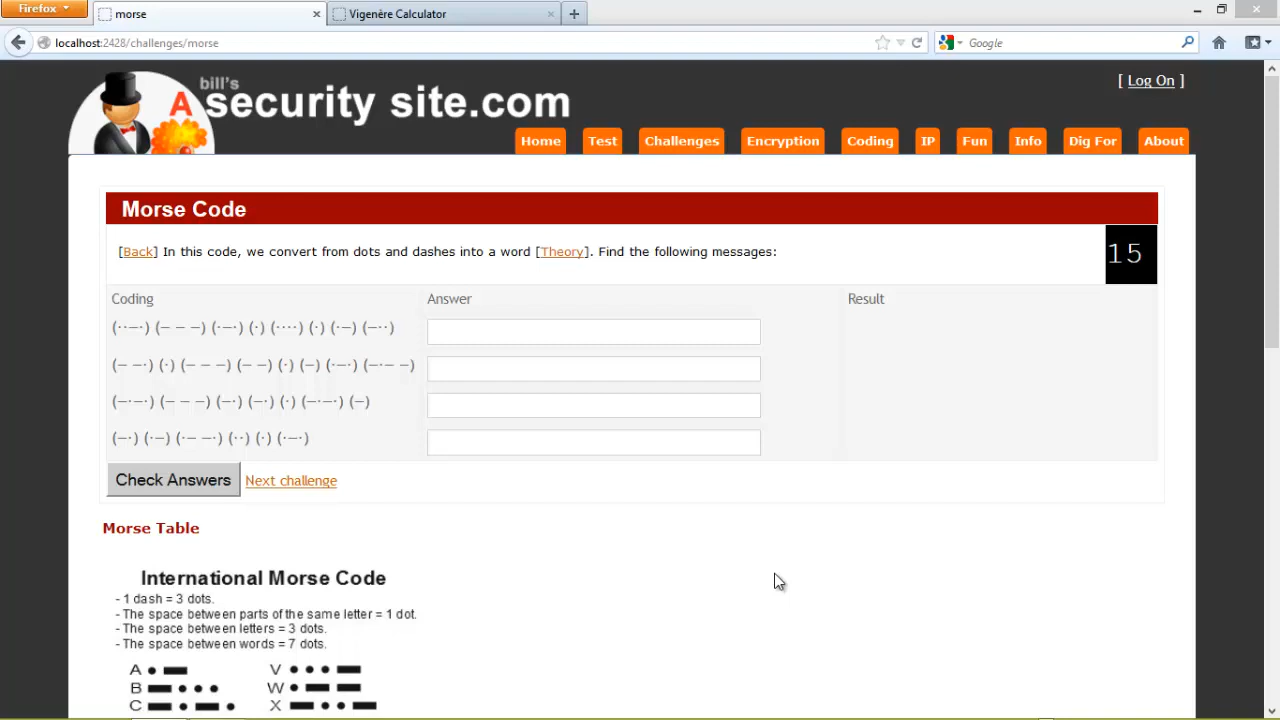 Firefox
morse
Vigenère Calculator
localhost:2428/challenges/morse
Google
bill's
A security site.com
[ Log On ]
Home Test Challenges Encryption Coding IP Fun Info Dig For About
Morse Code
[Back] In this code, we convert from dots and dashes into a word [Theory]. Find the following messages:
15
Coding Answer Result
(··–·) (– – –) (·–·) (·) (····) (·) (·–) (–··)
(– –·) (·) (– – –) (– –) (·) (–) (·–·) (–·– –)
(–·–·) (– – –) (–·) (–·) (·) (–·–·) (–)
(–·) (·–) (·– –·) (··) (·) (·–·)
Check Answers Next challenge
Morse Table
International Morse Code
- 1 dash = 3 dots.
- The space between parts of the same letter = 1 dot.
- The space between letters = 3 dots.
- The space between words = 7 dots.
A V
B W
C X